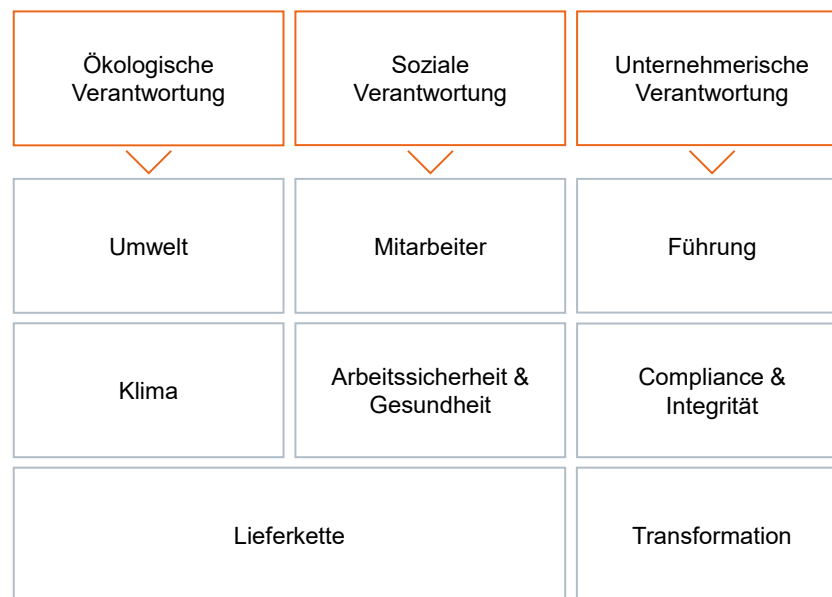 Ökologische
Verantwortung
Soziale
Verantwortung
Unternehmerische
Verantwortung
Umwelt
Mitarbeiter
Führung
Klima
Arbeitssicherheit &
Gesundheit
Compliance &
Integrität
Lieferkette
Transformation